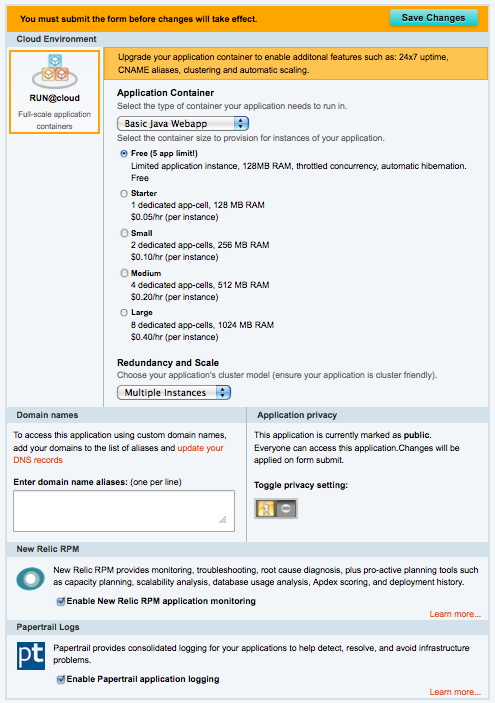 You must submit the form before changes will take effect.
Save Changes
Cloud Environment
RUN@cloud
Full-scale application
containers
Upgrade your application container to enable additonal features such as: 24x7 uptime,
CNAME aliases, clustering and automatic scaling.
Application Container
Select the type of container your application needs to run in.
Basic Java Webapp
Select the container size to provision for instances of your application.
Free (5 app limit!)
Limited application instance, 128MB RAM, throttled concurrency, automatic hibernation.
Free
Starter
1 dedicated app-cell, 128 MB RAM
$0.05/hr (per instance)
Small
2 dedicated app-cells, 256 MB RAM
$0.10/hr (per instance)
Medium
4 dedicated app-cells, 512 MB RAM
$0.20/hr (per instance)
Large
8 dedicated app-cells, 1024 MB RAM
$0.40/hr (per instance)
Redundancy and Scale
Choose your application's cluster model (ensure your application is cluster friendly).
Multiple Instances
Domain names
To access this application using custom domain names,
add your domains to the list of aliases and update your
DNS records
Enter domain name aliases: (one per line)
Application privacy
This application is currently marked as public.
Everyone can access this application.Changes will be
applied on form submit.
Toggle privacy setting:
New Relic RPM
New Relic RPM provides monitoring, troubleshooting, root cause diagnosis, plus pro-active planning tools such
as capacity planning, scalability analysis, database usage analysis, Apdex scoring, and deployment history.
Enable New Relic RPM application monitoring
Learn more...
Papertrail Logs
pt
Papertrail provides consolidated logging for your applications to help detect, resolve, and avoid infrastructure
problems.
Enable Papertrail application logging
Learn more...